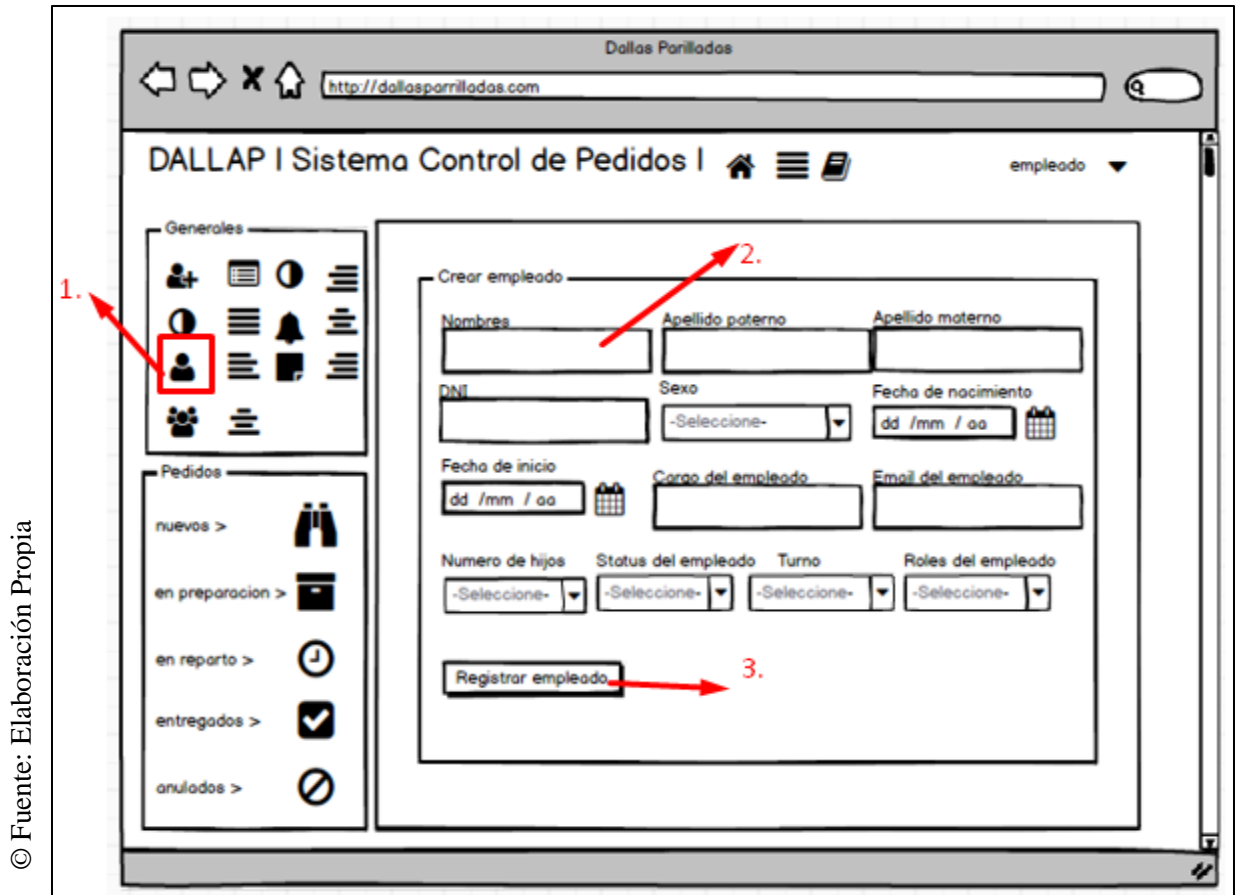 Dallas Parilladas
http://dallasparrilladas.com
DALLAP | Sistema Control de Pedidos |
empleado
Generales
1.
2.
Crear empleado
Nombres
Apellido paterno
Apellido materno
DNI
Sexo
Fecha de nacimiento
-Seleccione-
dd /mm / aa
Fecha de inicio
Cargo del empleado
Email del empleado
dd /mm / aa
Numero de hijos
Status del empleado
Turno
Roles del empleado
-Seleccione-
-Seleccione-
-Seleccione-
-Seleccione-
Registrar empleado
3.
Pedidos
nuevos >
en preparacion >
en reparto >
entregados >
anulados >
© Fuente: Elaboración Propia